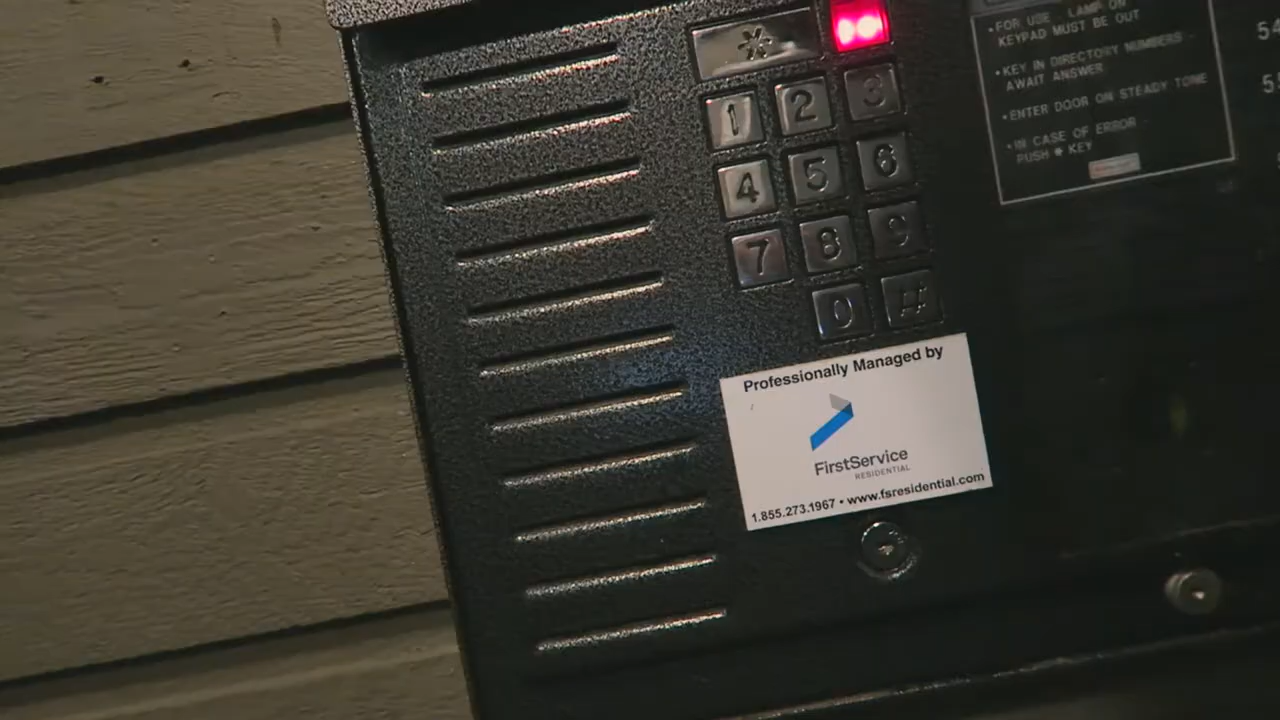 *
1 2 3
4 5 6
7 8 9
0 #
•FOR USE LAMP ON
KEYPAD MUST BE OUT
•KEY IN DIRECTORY NUMBERS -
AWAIT ANSWER
•ENTER DOOR ON STEADY TONE
•IN CASE OF ERROR -
PUSH * KEY
Professionally Managed by
FirstService
RESIDENTIAL
1.855.273.1967 • www.fsresidential.com